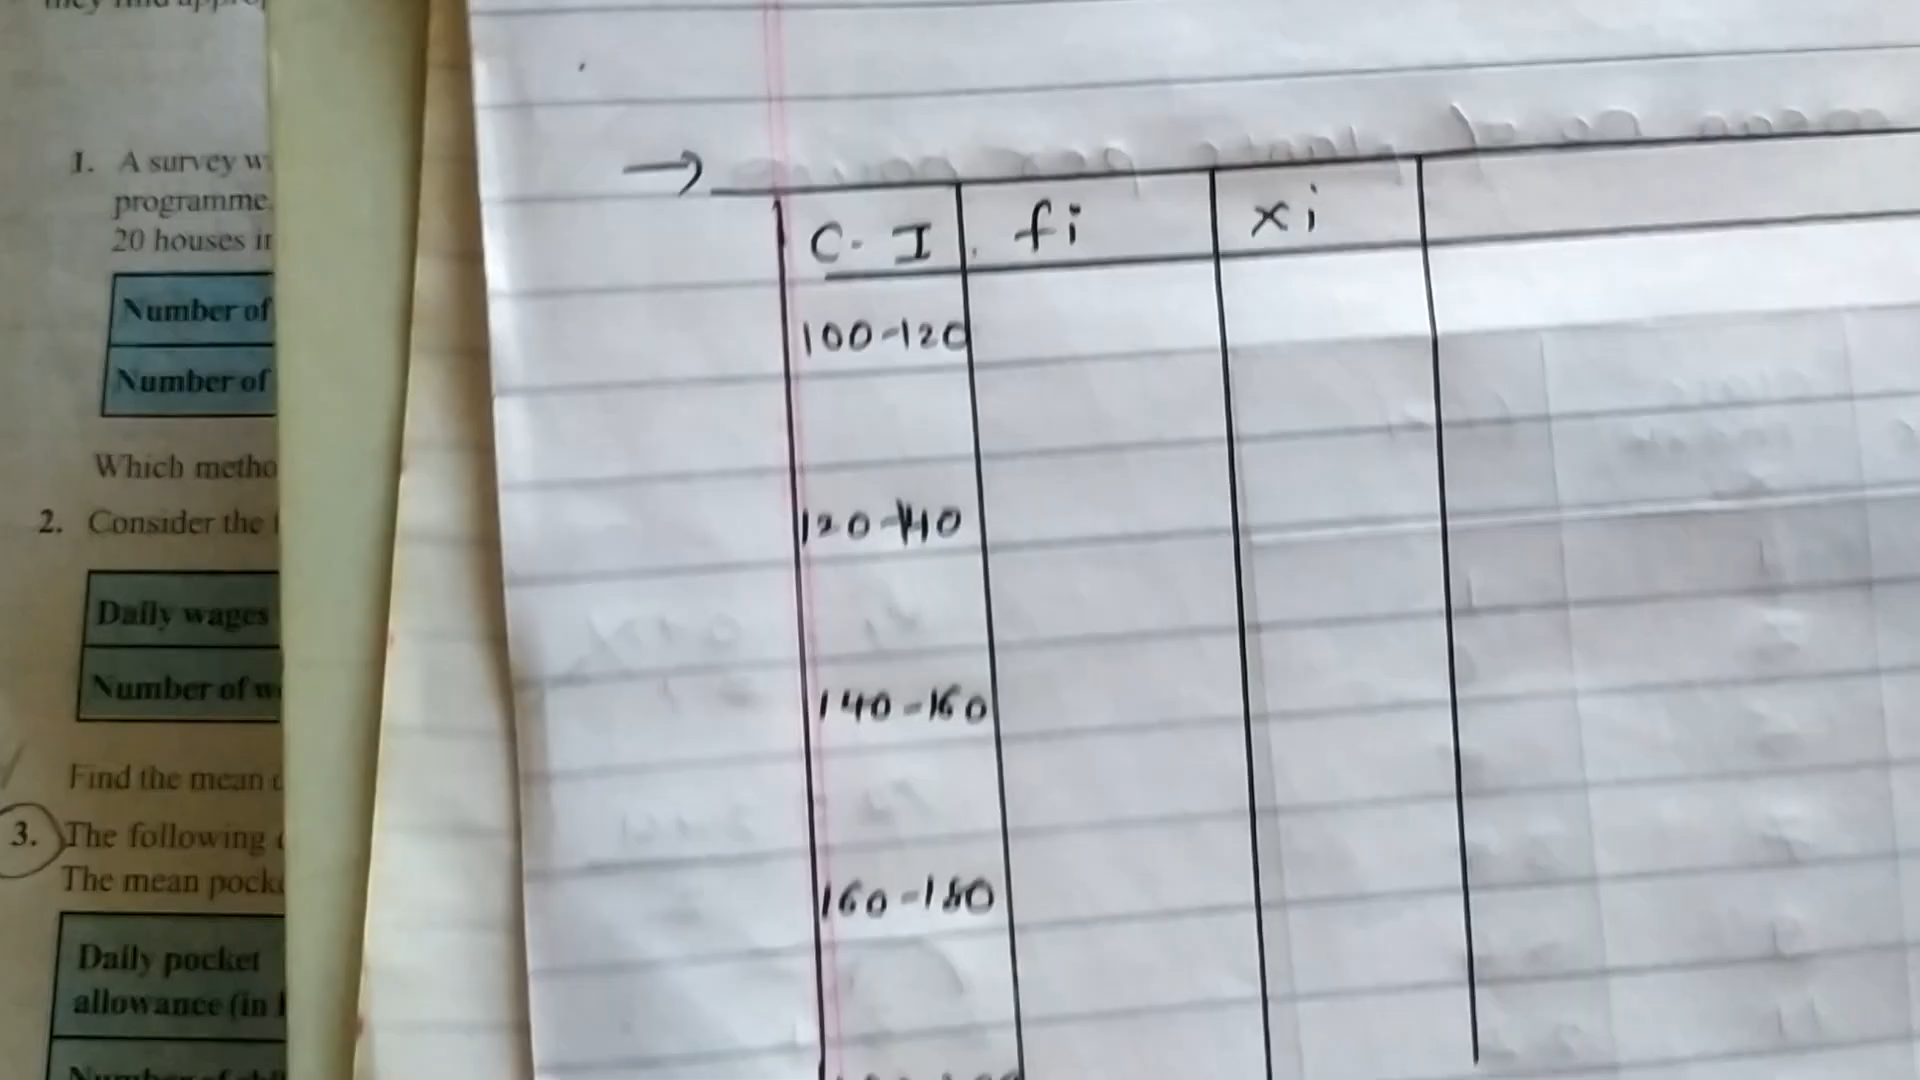 1. A survey w
programme.
20 houses in
Number of
Number of
Which metho
2. Consider the
Daily wages
Number of w
Find the mean
3. The following
The mean pock
Daily pocket
allowance (in
→
C. I fi xi
100-120
120-140
140-160
160-180